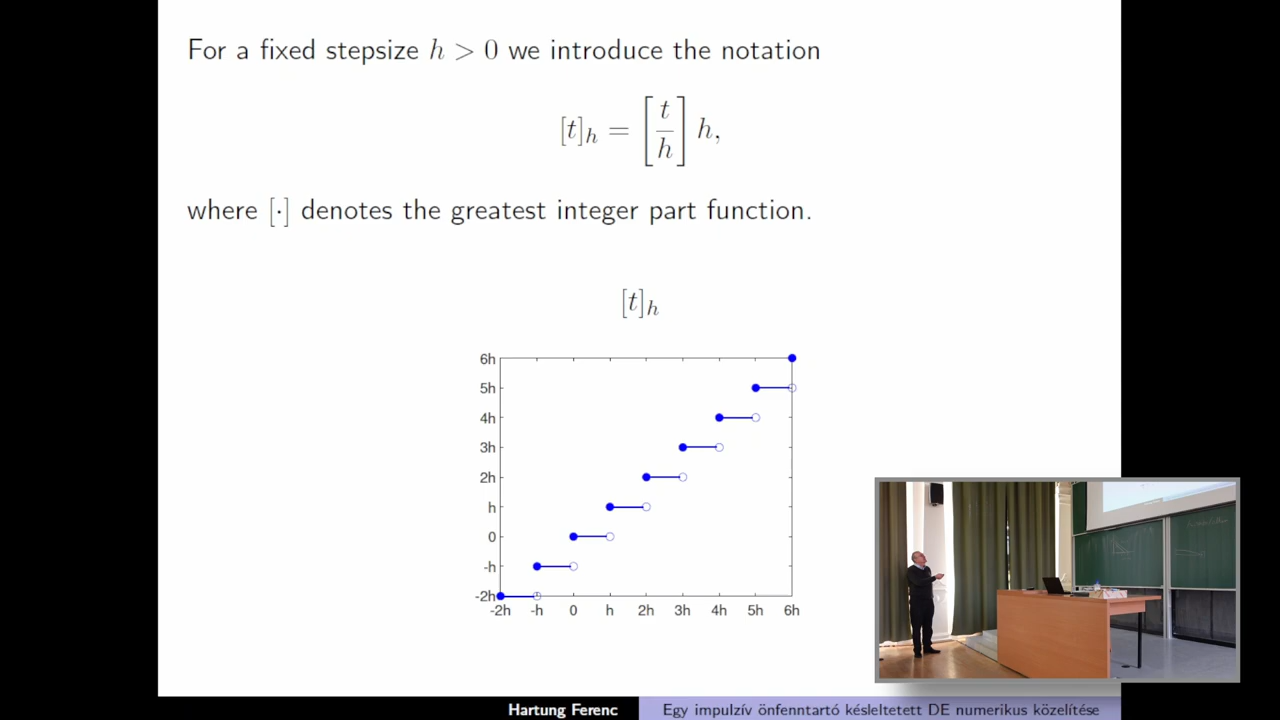 For a fixed stepsize h > 0 we introduce the notation
[t]_h = [t/h] h,
where [·] denotes the greatest integer part function.
[t]_h
6h
5h
4h
3h
2h
h
0
-h
-2h
-2h -h 0 h 2h 3h 4h 5h 6h
Hartung Ferenc Egy impulzív önfenntartó késleltetett DE numerikus közelítése